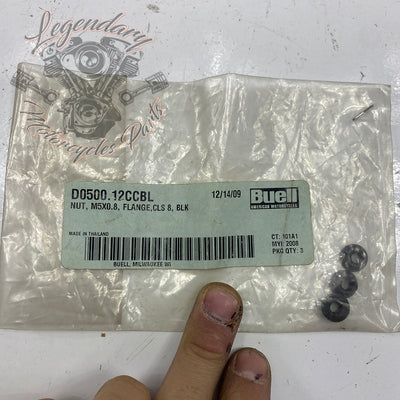 Legendary
Motorcycles Parts
D0500.12CCBL
12/14/09
NUT, M5X0.8, FLANGE,CLS 8, BLK
Buell
AMERICAN MOTORCYCLES
MADE IN THAILAND
CT: 101A1
MYI: 2008
PKG QTY: 3
BUELL, MILWAUKEE WI